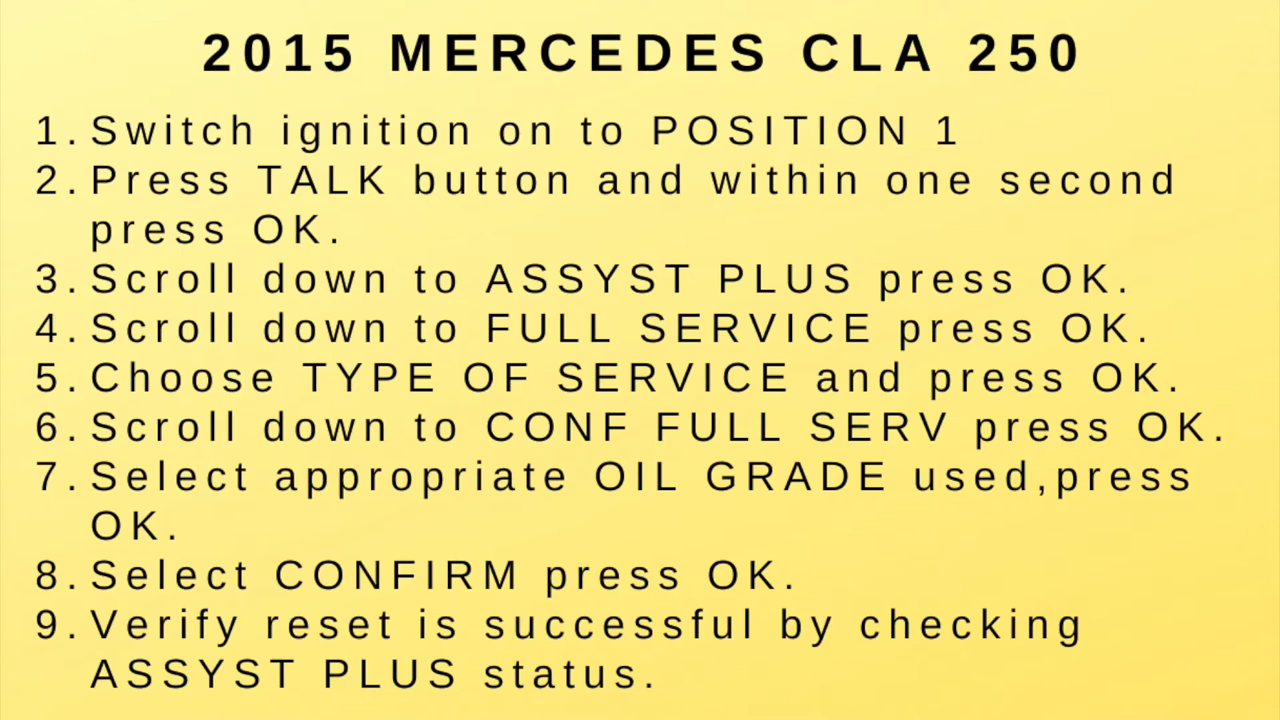 2015 MERCEDES CLA 250
1. Switch ignition on to POSITION 1
2. Press TALK button and within one second
press OK.
3. Scroll down to ASSYST PLUS press OK.
4. Scroll down to FULL SERVICE press OK.
5. Choose TYPE OF SERVICE and press OK.
6. Scroll down to CONF FULL SERV press OK.
7. Select appropriate OIL GRADE used,press
OK.
8. Select CONFIRM press OK.
9. Verify reset is successful by checking
ASSYST PLUS status.